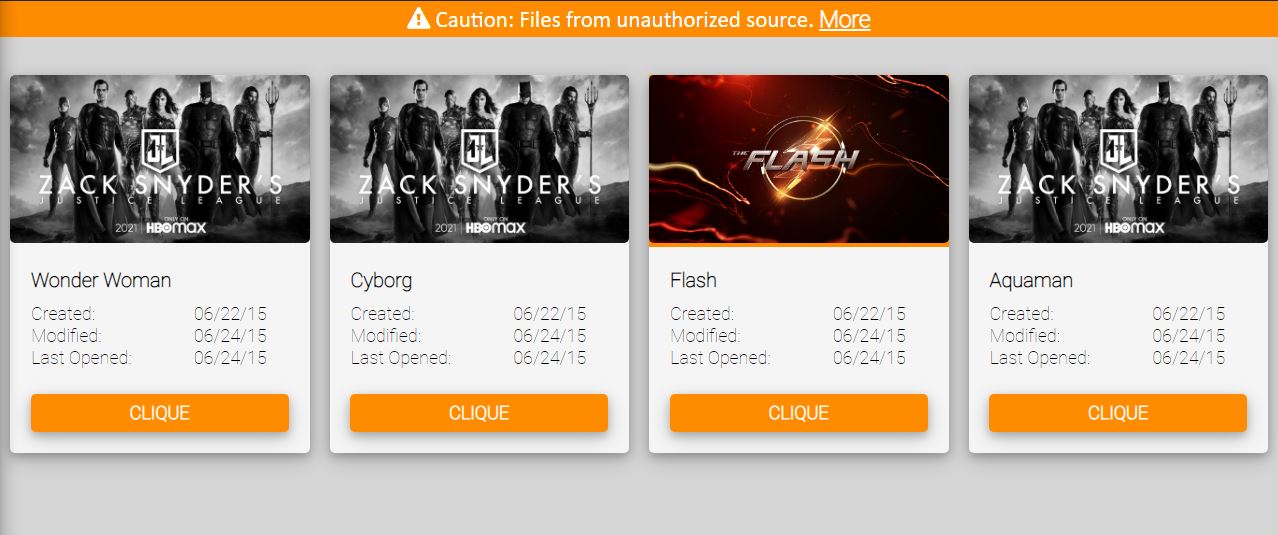 Caution: Files from unauthorized source. More
ZACK SNYDER'S
JUSTICE LEAGUE
ONLY ON
2021 HBOmax
Wonder Woman
Created: 06/22/15
Modified: 06/24/15
Last Opened: 06/24/15
CLIQUE
ZACK SNYDER'S
JUSTICE LEAGUE
ONLY ON
2021 HBOmax
Cyborg
Created: 06/22/15
Modified: 06/24/15
Last Opened: 06/24/15
CLIQUE
THE FLASH
Flash
Created: 06/22/15
Modified: 06/24/15
Last Opened: 06/24/15
CLIQUE
ZACK SNYDER'S
JUSTICE LEAGUE
ONLY ON
2021 HBOmax
Aquaman
Created: 06/22/15
Modified: 06/24/15
Last Opened: 06/24/15
CLIQUE